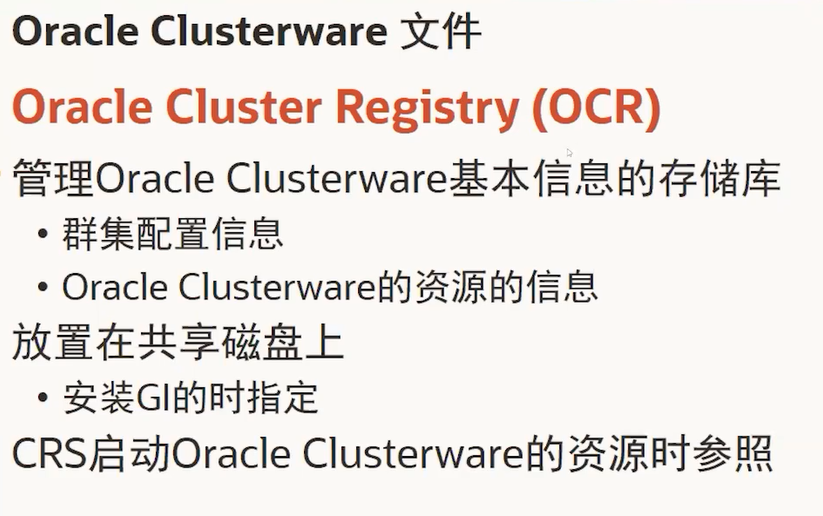 Oracle Clusterware 文件
Oracle Cluster Registry (OCR)
管理Oracle Clusterware基本信息的存储库
• 群集配置信息
• Oracle Clusterware的资源的信息
放置在共享磁盘上
• 安装GI的时指定
CRS启动Oracle Clusterware的资源时参照